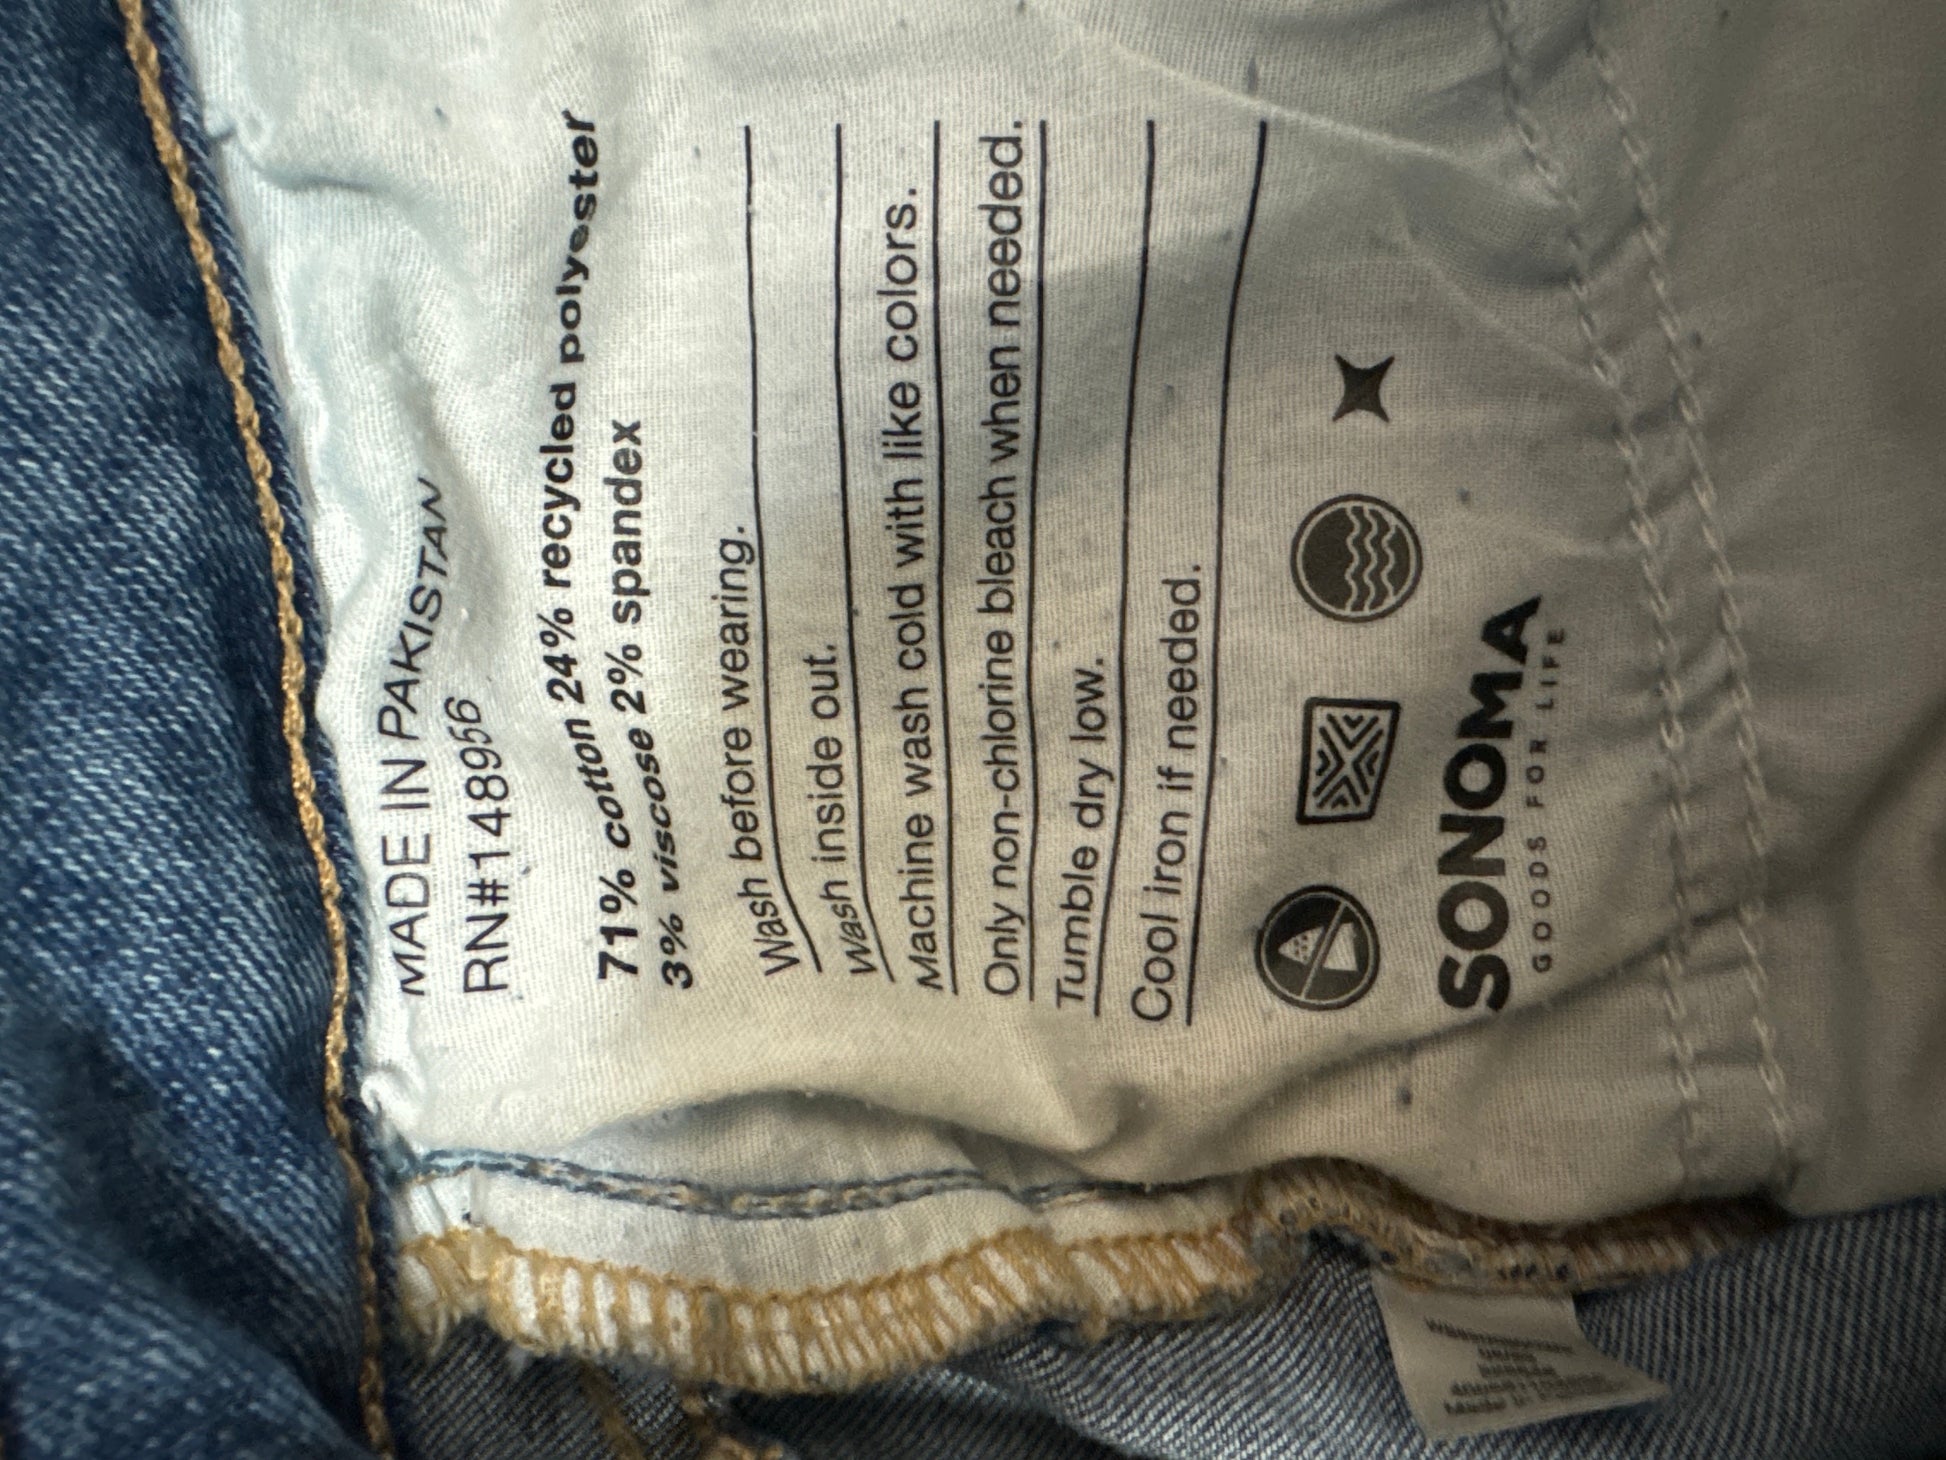 MADE IN PAKISTAN
RN#148956
71% cotton 24% recycled polyester
3% viscose 2% spandex
Wash before wearing.
Wash inside out.
Machine wash cold with like colors.
Only non-chlorine bleach when needed.
Tumble dry low.
Cool iron if needed.
SONOMA
GOODS FOR LIFE